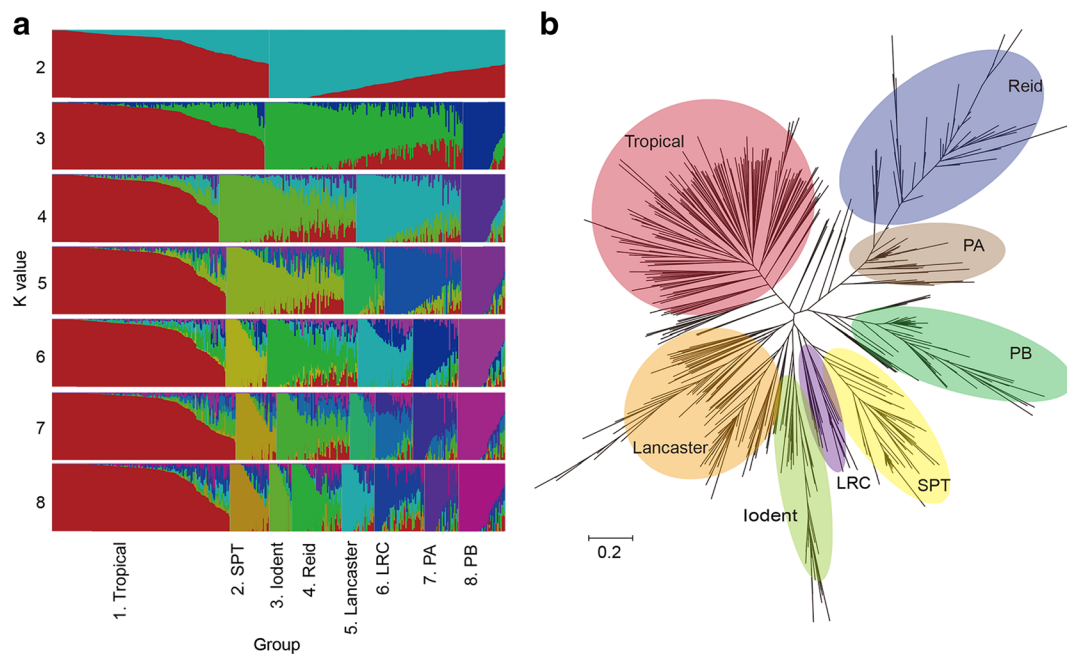 a
2
3
4
5
6
7
8
K value
1. Tropical
2. SPT
3. Iodent
4. Reid
5. Lancaster
6. LRC
7. PA
8. PB
Group
b
Reid
Tropical
PA
PB
Lancaster
LRC
SPT
Iodent
0.2